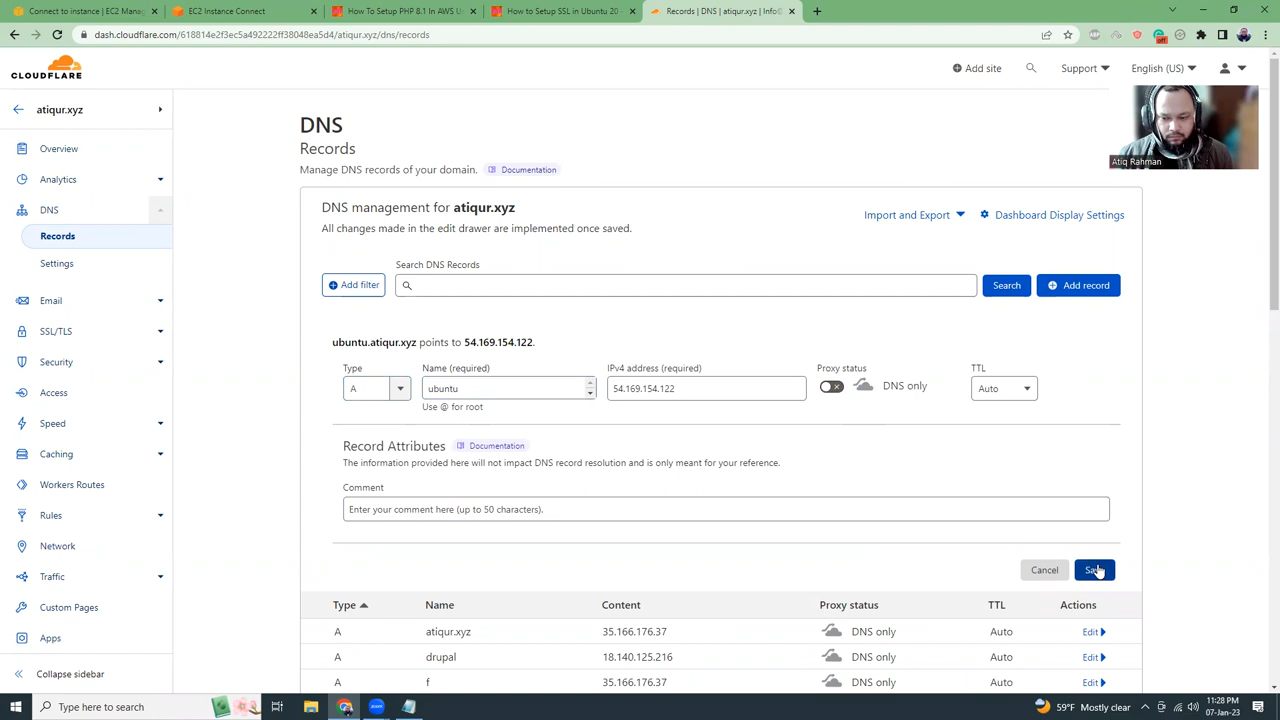 Connect to instance | EC2 Manag
EC2 Instance Connect
How To Setup PHP 8.1 In AWS U
How to Setup SSL in Ubuntu 20
Records | DNS | atiqur.xyz | Info@
dash.cloudflare.com/618814e2f3ec5a492222ff38048ea5d4/atiqur.xyz/dns/records
off
CLOUDFLARE
Add site
Support
English (US)
atiqur.xyz
Overview
Analytics
DNS
Records
Settings
Email
SSL/TLS
Security
Access
Speed
Caching
Workers Routes
Rules
Network
Traffic
Custom Pages
Apps
Collapse sidebar
Atiq Rahman
DNS
Records
Manage DNS records of your domain. Documentation
DNS management for atiqur.xyz
Import and Export
Dashboard Display Settings
All changes made in the edit drawer are implemented once saved.
Search DNS Records
Add filter
Search
Add record
ubuntu.atiqur.xyz points to 54.169.154.122.
Type Name (required) IPv4 address (required) Proxy status TTL
A ubuntu 54.169.154.122 DNS only Auto
Use @ for root
Record Attributes Documentation
The information provided here will not impact DNS record resolution and is only meant for your reference.
Comment
Enter your comment here (up to 50 characters).
Cancel
Type Name Content Proxy status TTL Actions
A atiqur.xyz 35.166.176.37 DNS only Auto Edit
A drupal 18.140.125.216 DNS only Auto Edit
A f 35.166.176.37 DNS only Auto Edit
Type here to search
zoom
59°F Mostly clear
11:28 PM
07-Jan-23